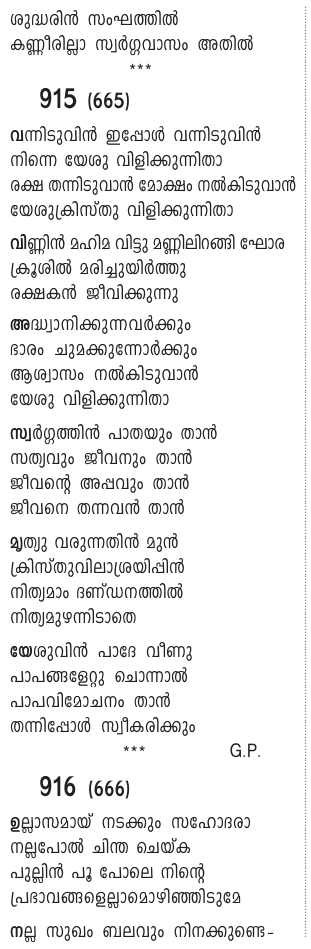 ശുദ്ധരിൻ സംഘത്തിൽ
കണ്ണീരില്ലാ സ്വർഗ്ഗവാസം അതിൽ
***
915 (665)
വന്നിടുവിൻ ഇപ്പോൾ വന്നിടുവിൻ
നിന്നെ യേശു വിളിക്കുന്നിതാ
രക്ഷ തന്നിടുവാൻ മോക്ഷം നൽകിടുവാൻ
യേശുക്രിസ്തു വിളിക്കുന്നിതാ
വിണ്ണിൻ മഹിമ വിട്ടു മണ്ണിലിറങ്ങി ഘോര
ക്രൂശിൽ മരിച്ചുയിർത്തു
രക്ഷകൻ ജീവിക്കുന്നു
അദ്ധ്വാനിക്കുന്നവർക്കും
ഭാരം ചുമക്കുന്നോർക്കും
ആശ്വാസം നൽകിടുവാൻ
യേശു വിളിക്കുന്നിതാ
സ്വർഗ്ഗത്തിൻ പാതയും താൻ
സത്യവും ജീവനും താൻ
ജീവന്റെ അപ്പവും താൻ
ജീവനെ തന്നവൻ താൻ
മൃത്യു വരുന്നതിൻ മുൻ
ക്രിസ്തുവിലാശ്രയിപ്പിൻ
നിത്യമാം ദണ്ഡനത്തിൽ
നിത്യമുഴന്നിടാതെ
യേശുവിൻ പാദേ വീണു
പാപങ്ങളേറ്റു ചൊന്നാൽ
പാപവിമോചനം താൻ
തന്നിപ്പോൾ സ്വീകരിക്കും
*** G.P.
916 (666)
ഉല്ലാസമായ് നടക്കും സഹോദരാ
നല്ലപോൽ ചിന്ത ചെയ്ക
പുല്ലിൻ പൂ പോലെ നിന്റെ
പ്രഭാവങ്ങളെല്ലാമൊഴിഞ്ഞിടുമേ
നല്ല സുഖം ബലവും നിനക്കുണ്ടെ-